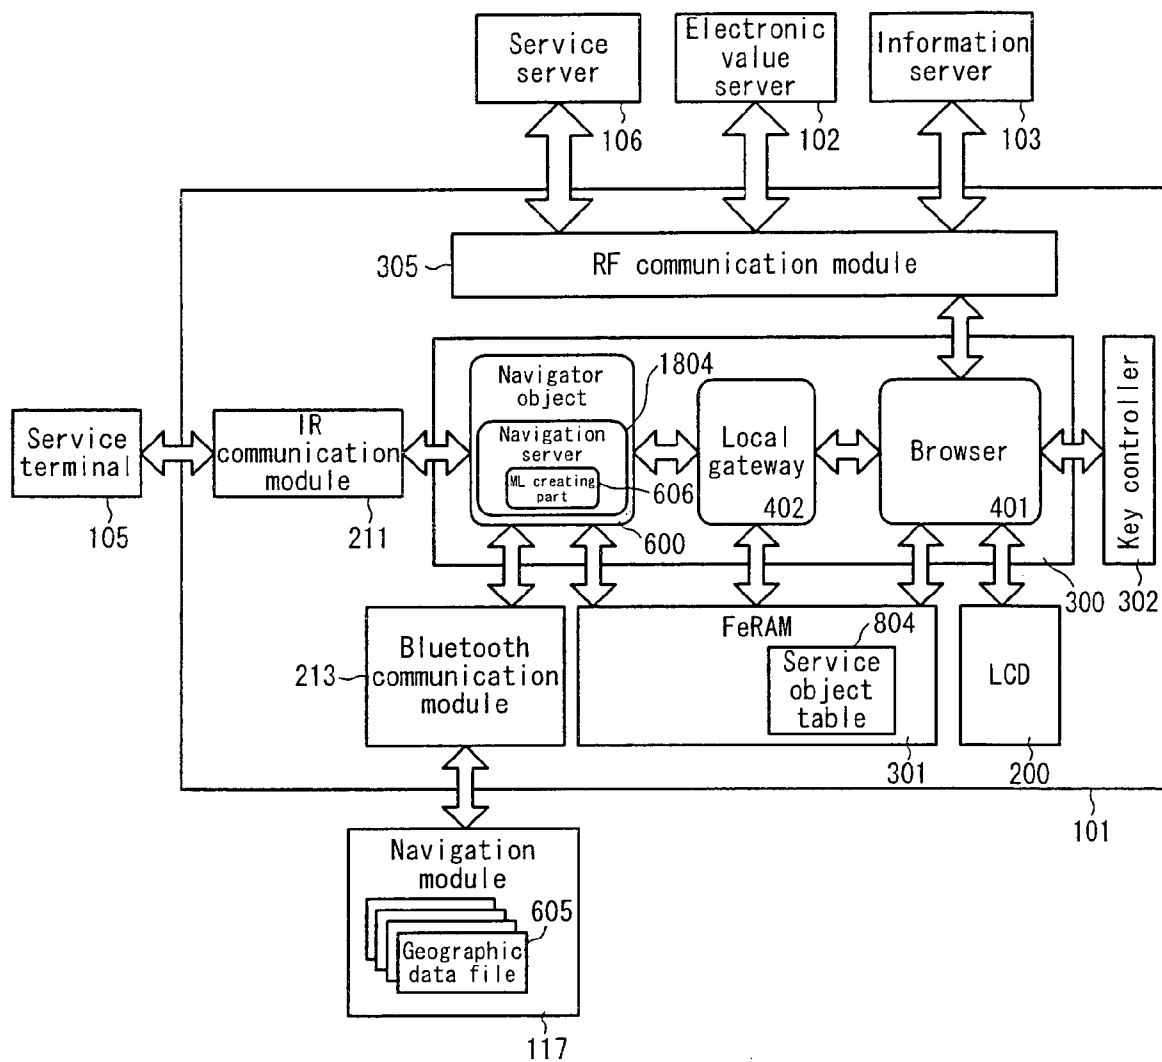 Service
server
106
Electronic
value
server
102
Information
server
103
305
RF communication module
Service
terminal
105
IR
communication
module
211
Navigator
object
1804
Navigation
server
ML creating
part
606
600
Local
gateway
402
Browser
401
300
Key controller
302
213
Bluetooth
communication
module
FeRAM
804
Service
object
table
301
LCD
200
101
Navigation
module
605
Geographic
data file
117